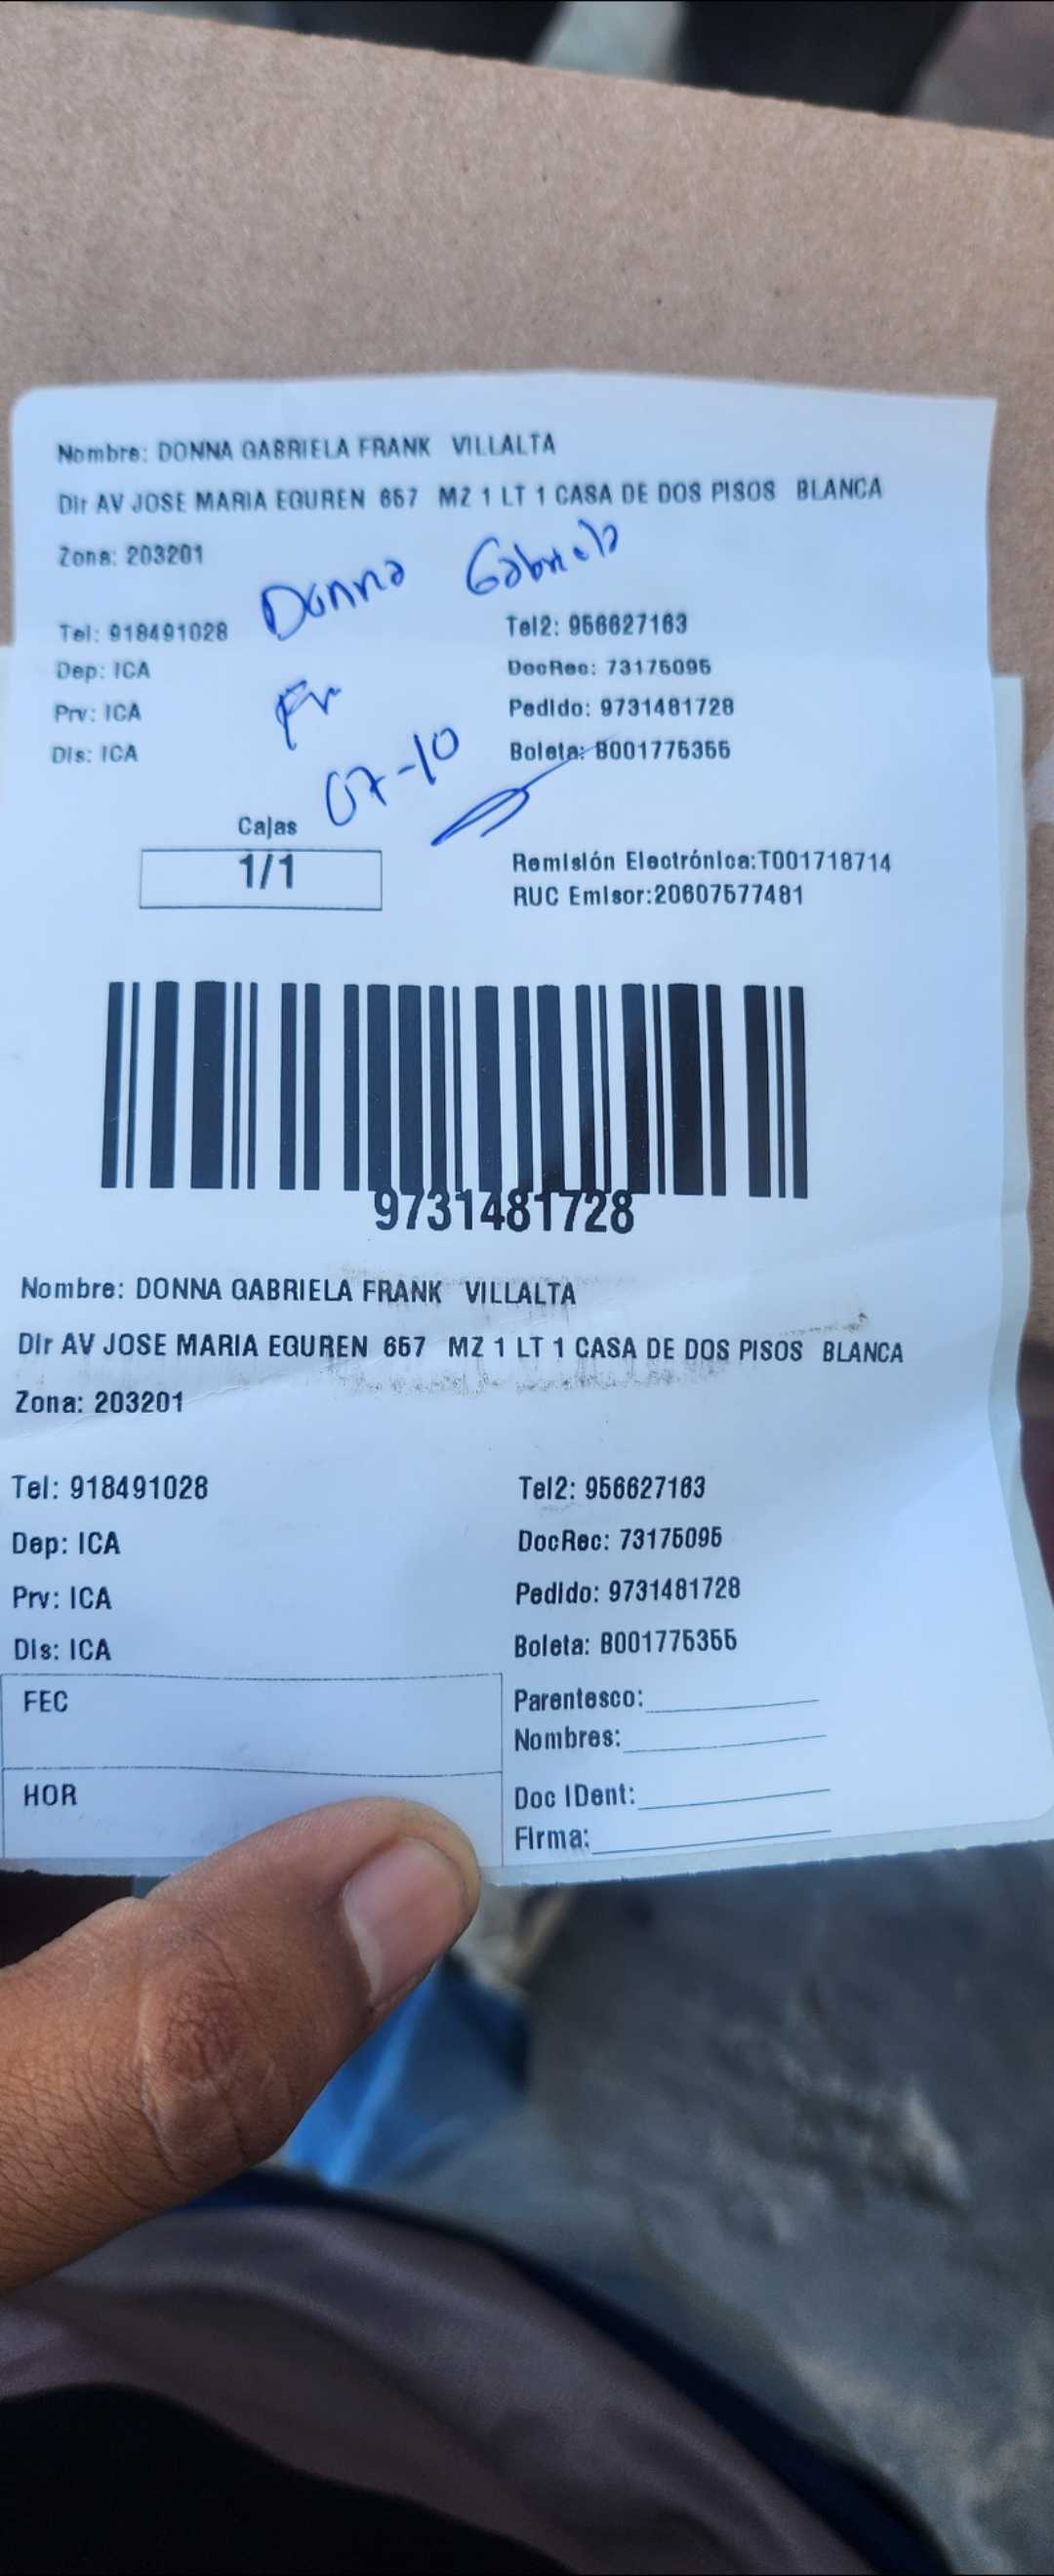 Nombre: DONNA GABRIELA FRANK VILLALTA
Dir AV JOSE MARIA EGUREN 657 MZ 1 LT 1 CASA DE DOS PISOS BLANCA
Zona: 203201
Donna Gabriela
Tel: 918491028 Tel2: 956627163
Dep: ICA DocRec: 73175095
Prv: ICA Pedido: 9731481728
Dis: ICA Boleta: B001775355
07-10
Cajas
1/1
Remisión Electrónica:T001718714
RUC Emisor:20607577481
9731481728
Nombre: DONNA GABRIELA FRANK VILLALTA
Dir AV JOSE MARIA EGUREN 657 MZ 1 LT 1 CASA DE DOS PISOS BLANCA
Zona: 203201
Tel: 918491028 Tel2: 956627163
Dep: ICA DocRec: 73175095
Prv: ICA Pedido: 9731481728
Dis: ICA Boleta: B001775355
FEC Parentesco:
Nombres:
HOR Doc IDent:
Firma: